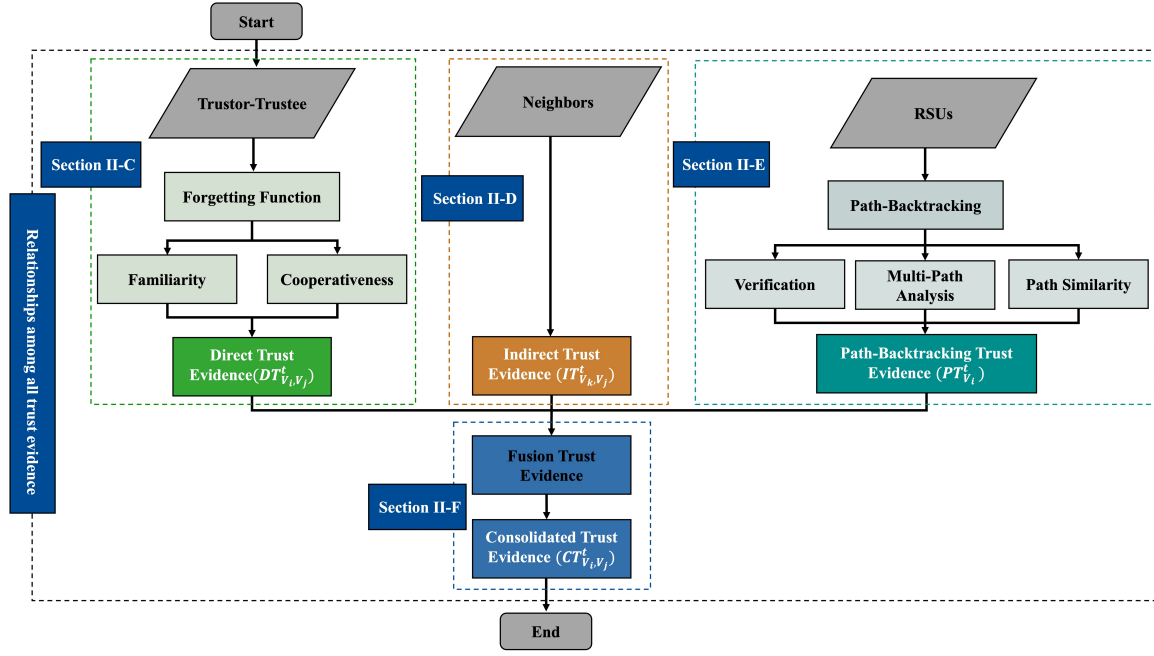 Start
Trustor-Trustee
Neighbors
RSUs
Section II-C
Section II-D
Section II-E
Forgetting Function
Path-Backtracking
Familiarity
Cooperativeness
Verification
Multi-Path
Analysis
Path Similarity
Relationships among all trust evidence
Direct Trust
Evidence(𝐷𝑇^t_{V_i,V_j})
Indirect Trust
Evidence (𝐼𝑇^t_{V_k,V_j})
Path-Backtracking Trust
Evidence (𝑃𝑇^t_{V_i})
Fusion Trust
Evidence
Section II-F
Consolidated Trust
Evidence (𝐶𝑇^t_{V_i,V_j})
End